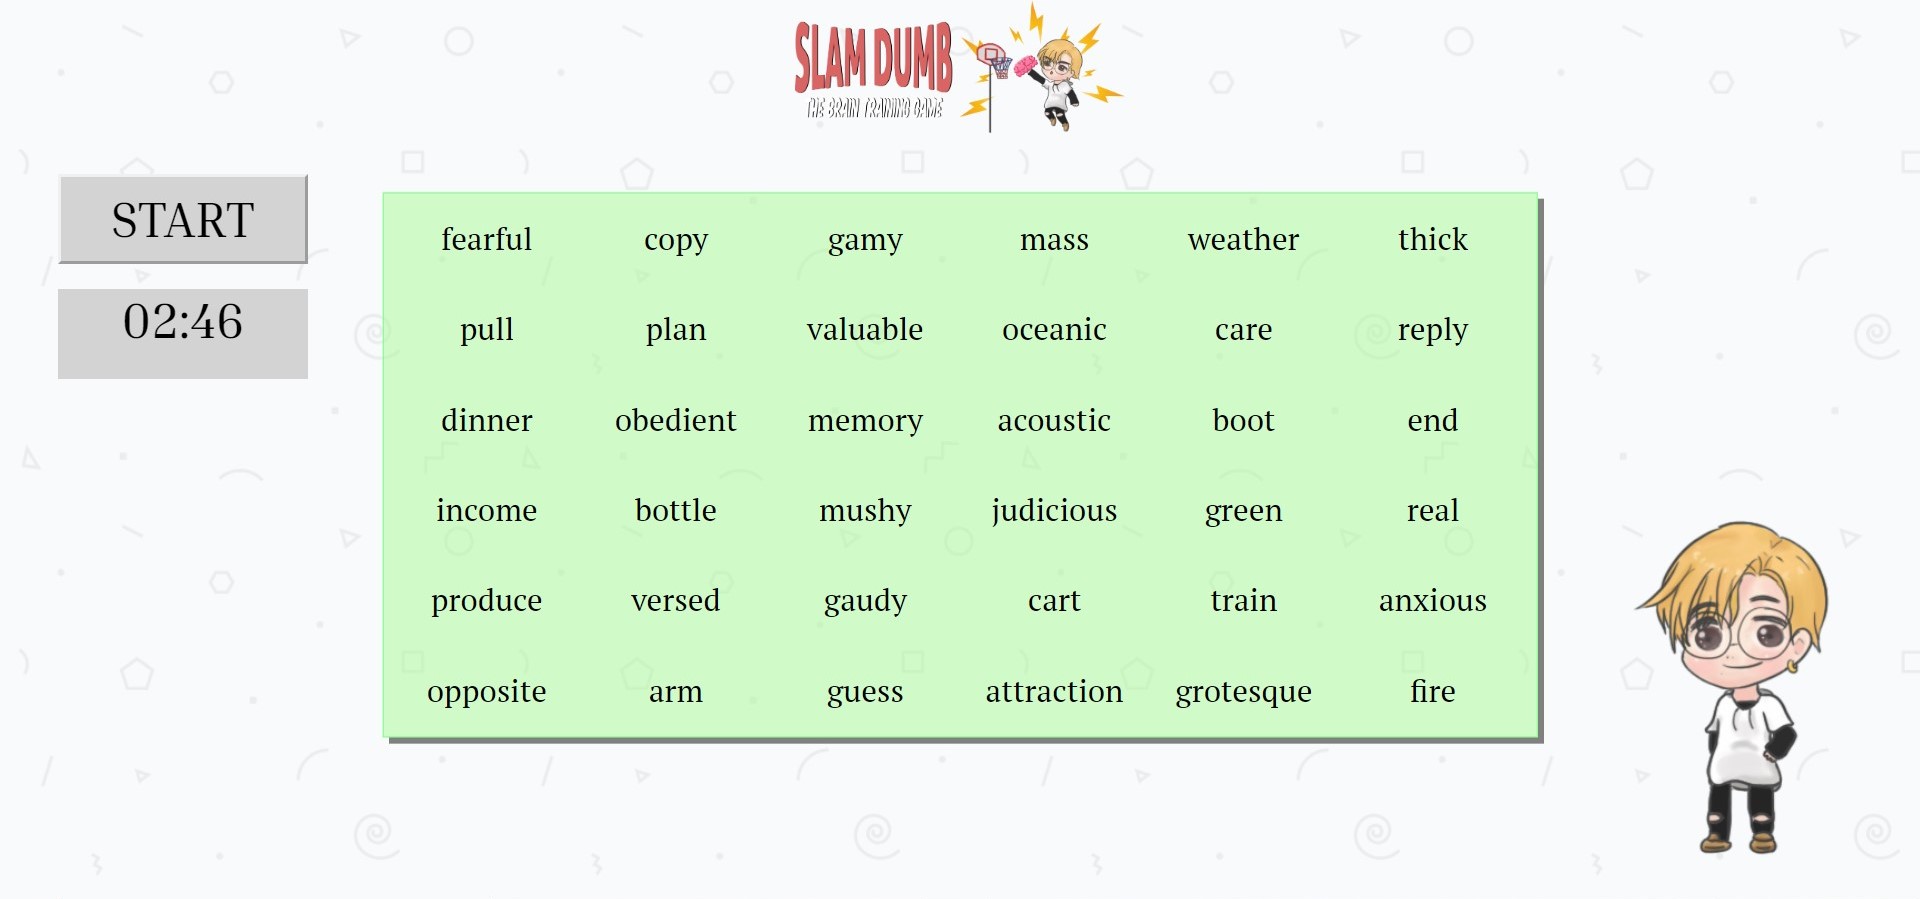 SLAM DUMB
THE BRAIN TRAINING GAME
START
02:46
fearful copy gamy mass weather thick
pull plan valuable oceanic care reply
dinner obedient memory acoustic boot end
income bottle mushy judicious green real
produce versed gaudy cart train anxious
opposite arm guess attraction grotesque fire